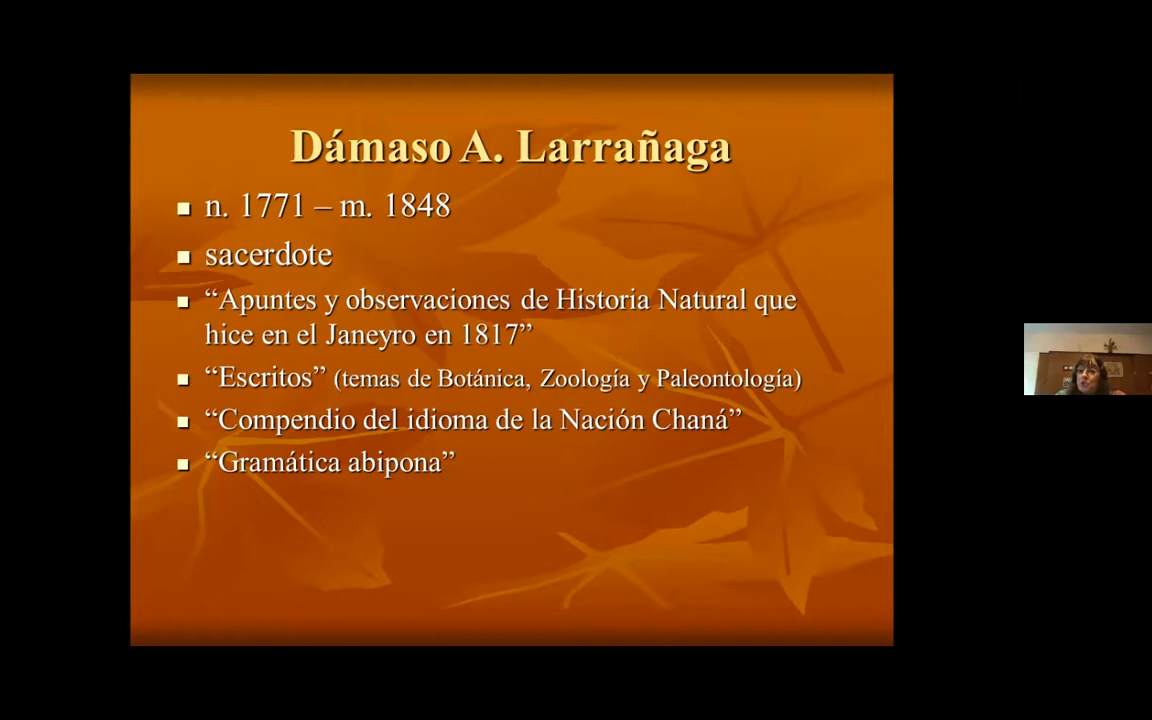 Dámaso A. Larrañaga
n. 1771 – m. 1848
sacerdote
“Apuntes y observaciones de Historia Natural que
hice en el Janeyro en 1817”
“Escritos” (temas de Botánica, Zoología y Paleontología)
“Compendio del idioma de la Nación Chaná”
“Gramática abipona”